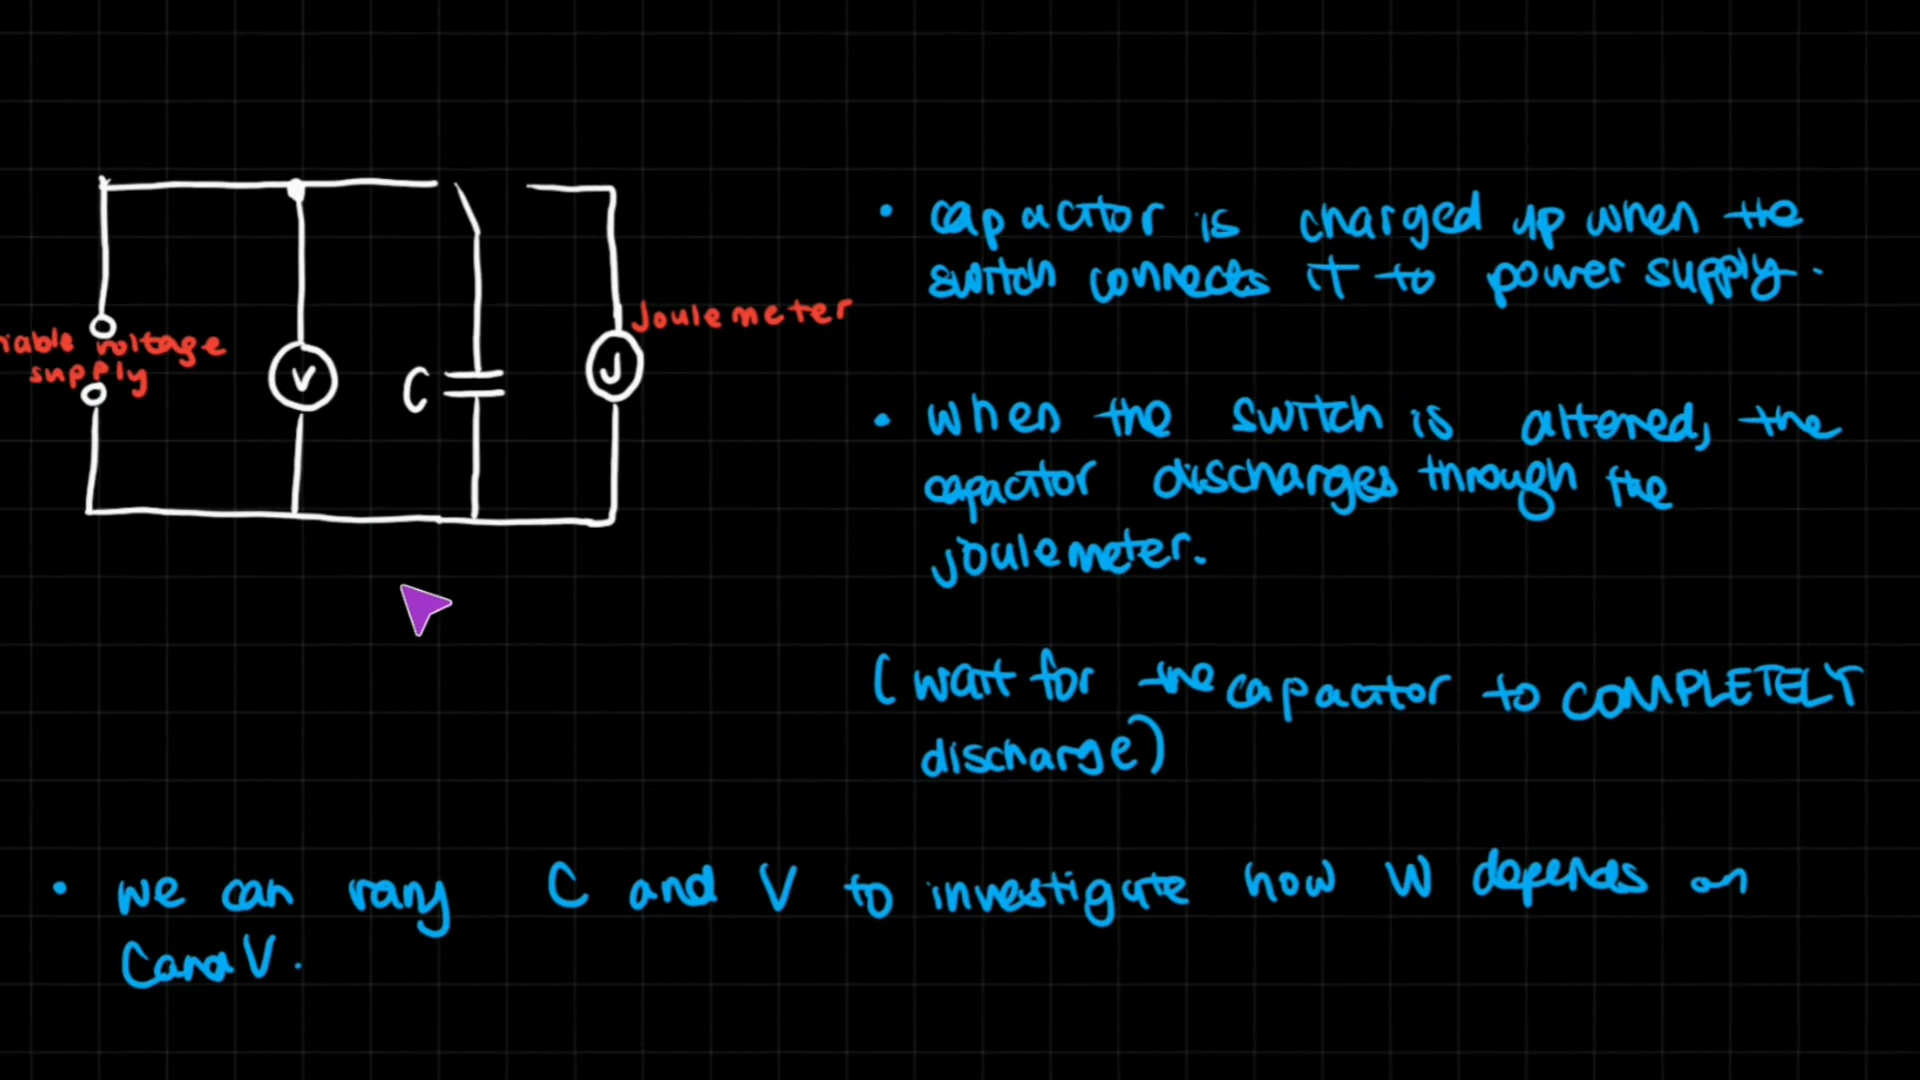 riable voltage
supply
V
C
J
Joulemeter
• capacitor is charged up when the
switch connects it to power supply.
• when the switch is altered, the
capacitor discharges through the
joulemeter.
(wait for the capacitor to COMPLETELY
discharge)
• we can vary C and V to investigate how W depends on
C and V.